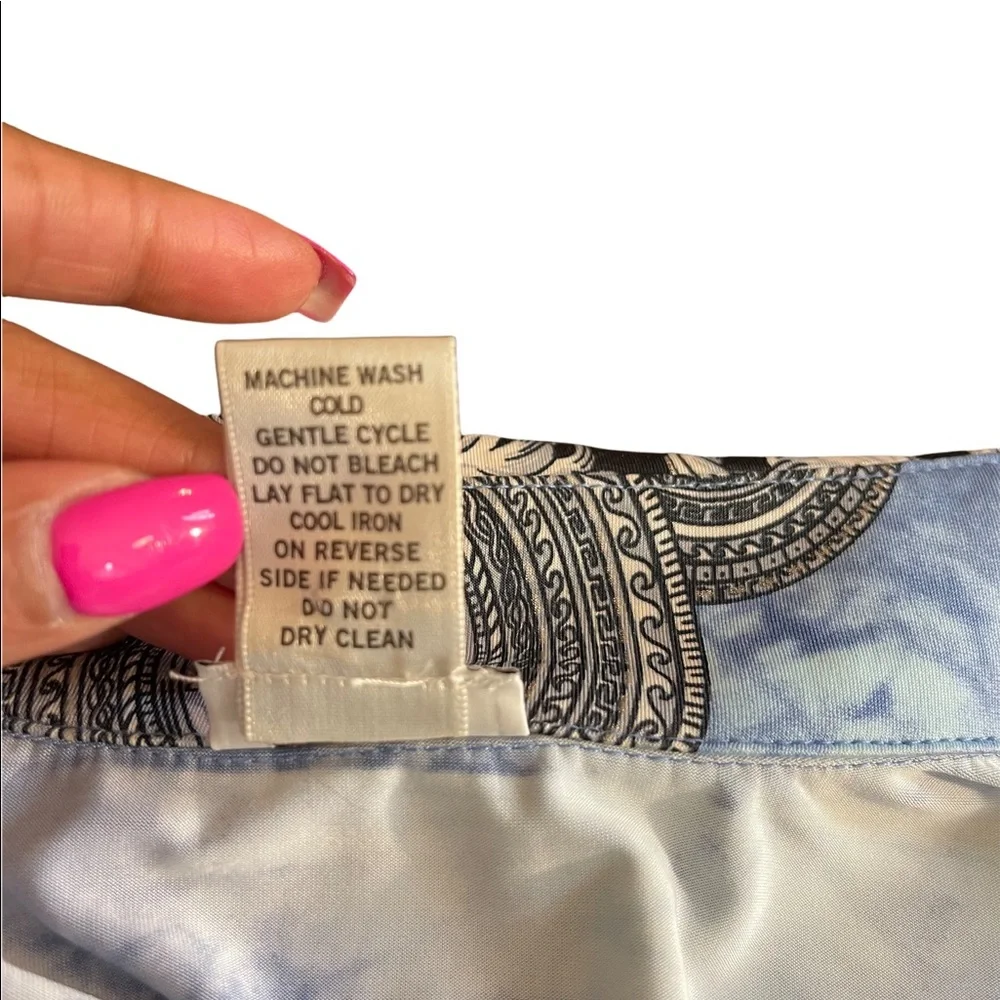 MACHINE WASH
COLD
GENTLE CYCLE
DO NOT BLEACH
LAY FLAT TO DRY
COOL IRON
ON REVERSE
SIDE IF NEEDED
DO NOT
DRY CLEAN